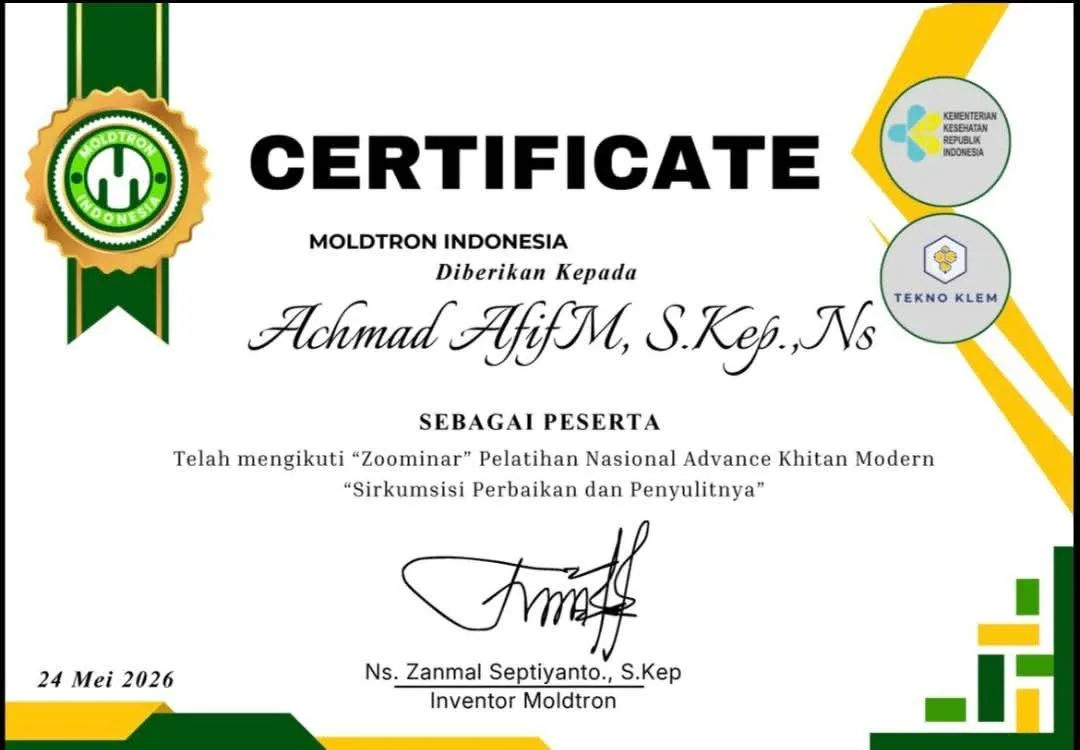 MOLDTRON
INDONESIA
CERTIFICATE
KEMENTERIAN
KESEHATAN
REPUBLIK
INDONESIA
MOLDTRON INDONESIA
Diberikan Kepada
TEKNO KLEM
Achmad Afif M, S.Kep.,Ns
SEBAGAI PESERTA
Telah mengikuti “Zoominar” Pelatihan Nasional Advance Khitan Modern
“Sirkumsisi Perbaikan dan Penyulitnya”
Ns. Zanmal Septiyanto., S.Kep
Inventor Moldtron
24 Mei 2026